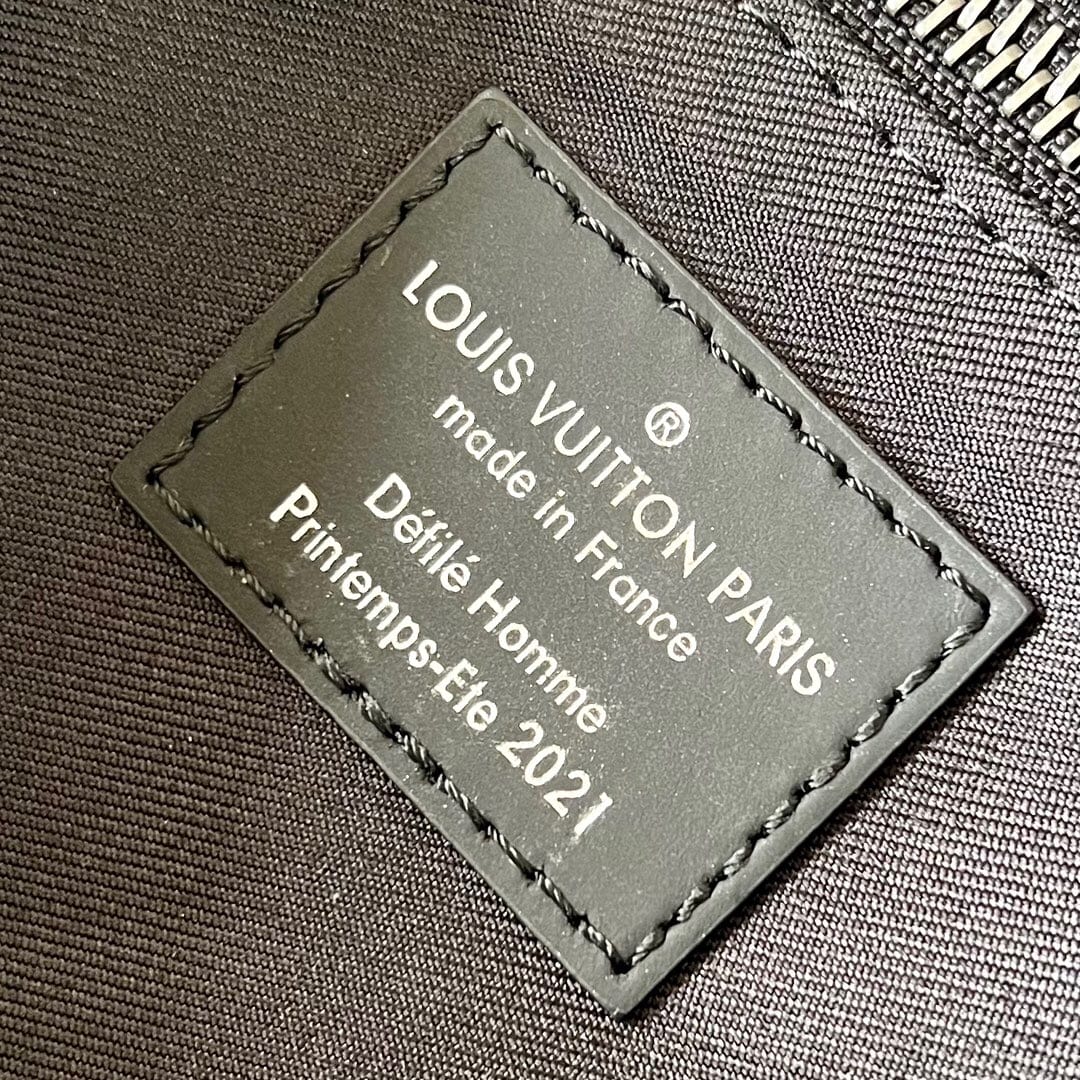 ®
LOUIS VUITTON PARIS
made in France
Défilé Homme
Printemps-Ete 2021